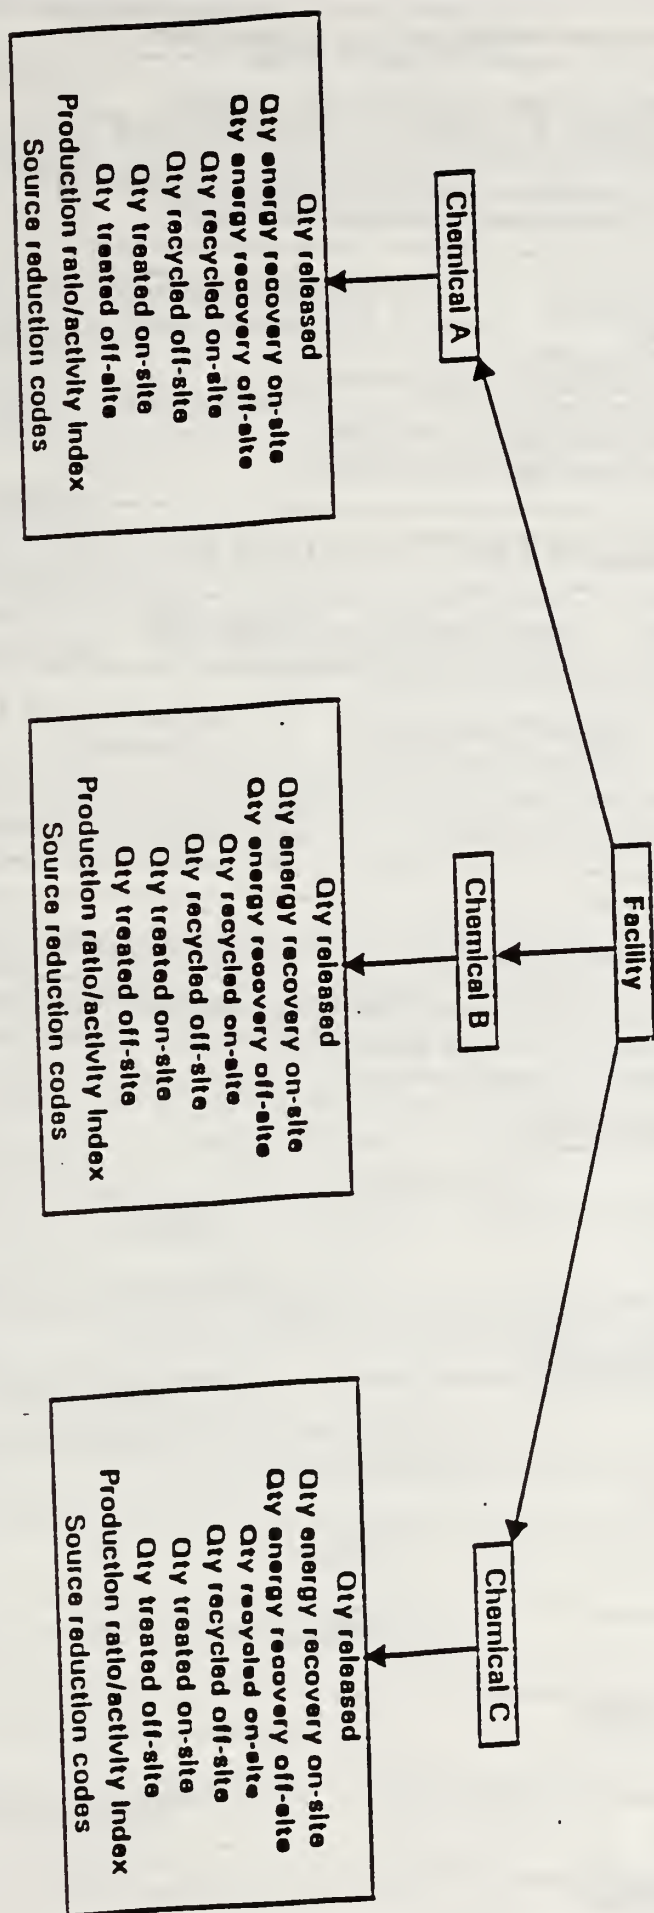 Facility
Chemical A
Qty released
Qty energy recovery on-site
Qty energy recovery off-site
Qty recycled on-site
Qty recycled off-site
Qty treated on-site
Qty treated off-site
Production ratio/activity index
Source reduction codes
Chemical B
Qty released
Qty energy recovery on-site
Qty energy recovery off-site
Qty recycled on-site
Qty recycled off-site
Qty treated on-site
Qty treated off-site
Production ratio/activity index
Source reduction codes
Chemical C
Qty released
Qty energy recovery on-site
Qty energy recovery off-site
Qty recycled on-site
Qty recycled off-site
Qty treated on-site
Qty treated off-site
Production ratio/activity index
Source reduction codes